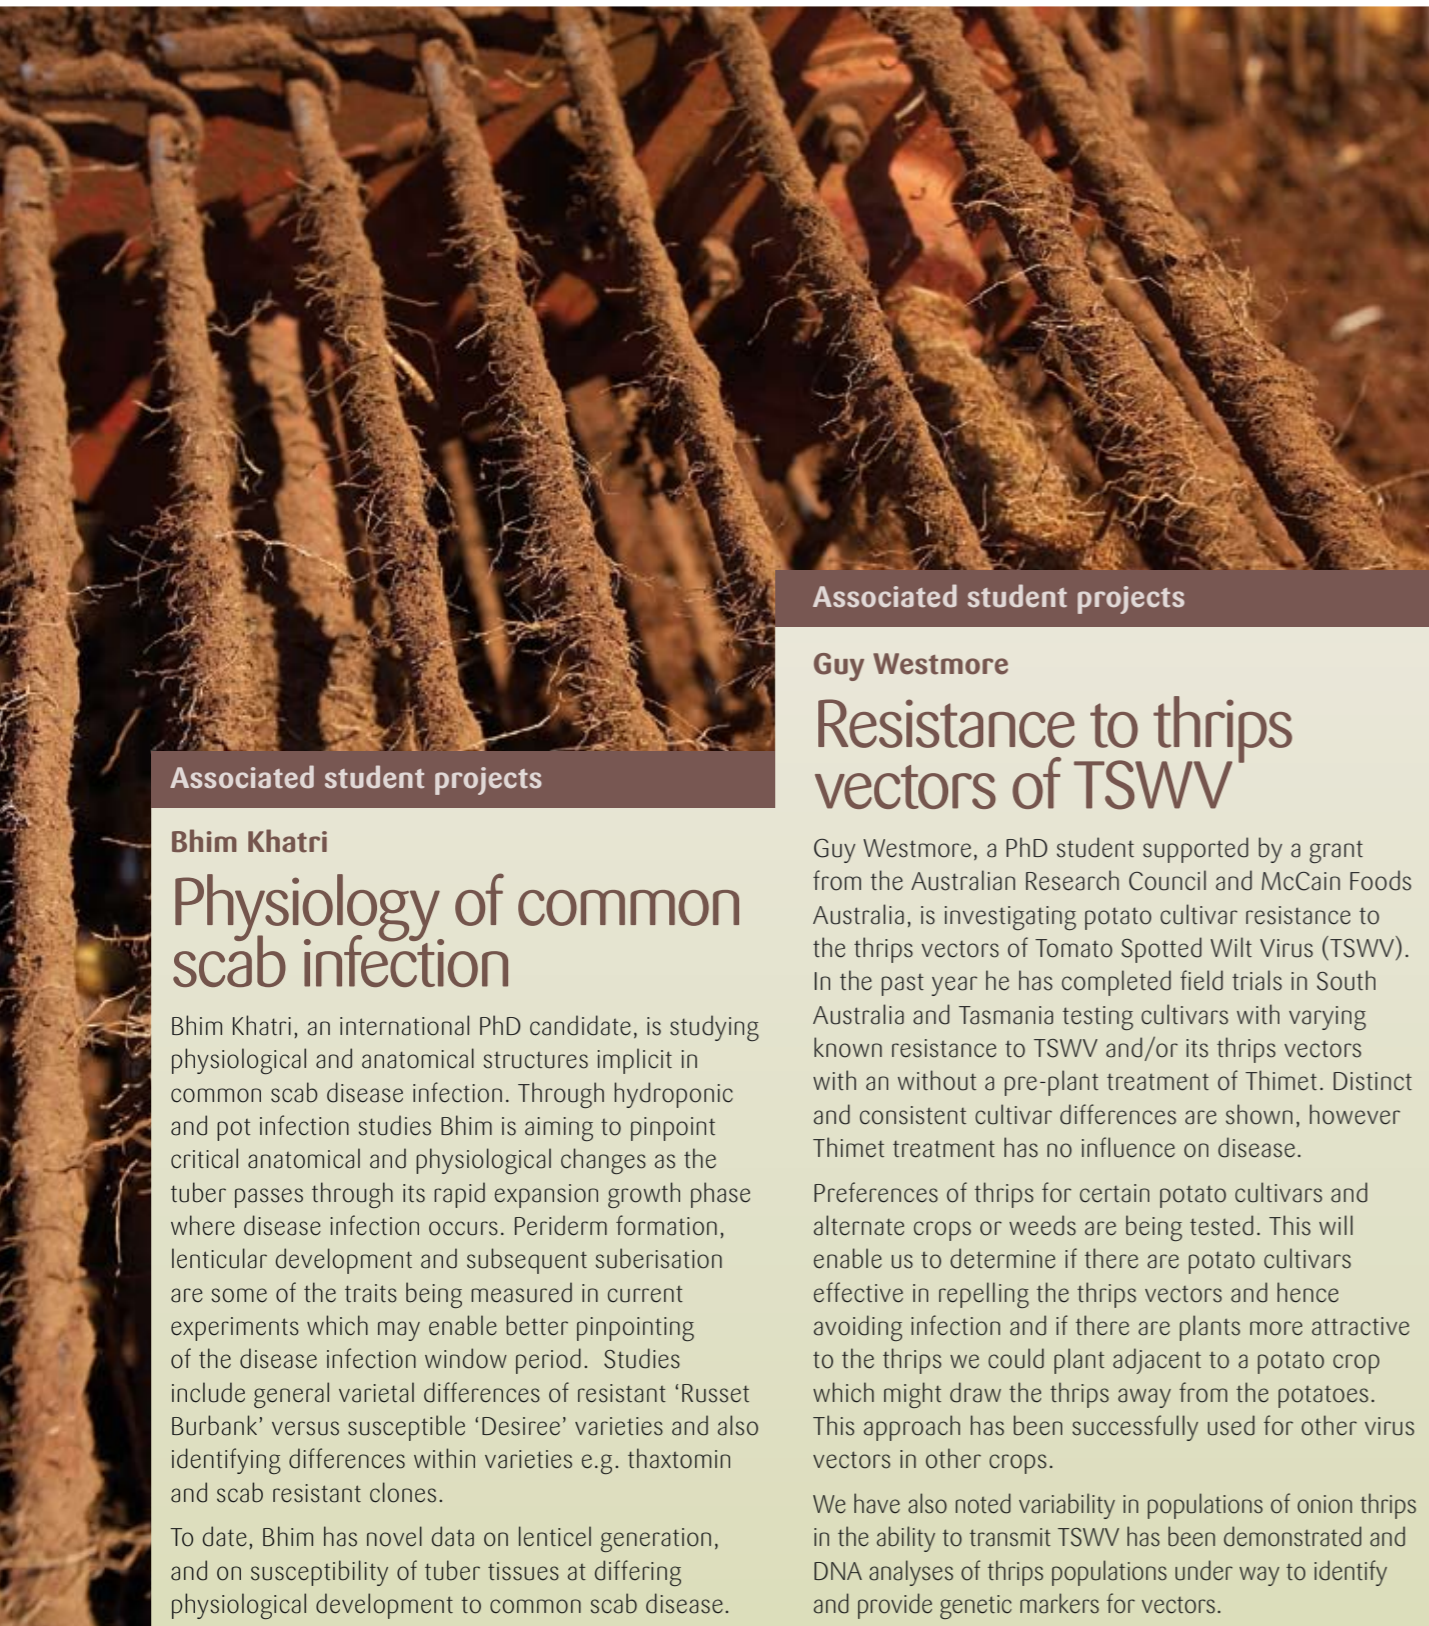 Associated student projects
Bhim Khatri
Physiology of common
scab infection
Bhim Khatri, an international PhD candidate, is studying
physiological and anatomical structures implicit in
common scab disease infection. Through hydroponic
and pot infection studies Bhim is aiming to pinpoint
critical anatomical and physiological changes as the
tuber passes through its rapid expansion growth phase
where disease infection occurs. Periderm formation,
lenticular development and subsequent suberisation
are some of the traits being measured in current
experiments which may enable better pinpointing
of the disease infection window period.  Studies
include general varietal differences of resistant ‘Russet
Burbank’ versus susceptible ‘Desiree’ varieties and also
identifying differences within varieties e.g. thaxtomin
and scab resistant clones.
To date, Bhim has novel data on lenticel generation,
and on susceptibility of tuber tissues at differing
physiological development to common scab disease.
Associated student projects
Guy Westmore
Resistance to thrips
vectors of TSWV
Guy Westmore, a PhD student supported by a grant
from the Australian Research Council and McCain Foods
Australia, is investigating potato cultivar resistance to
the thrips vectors of Tomato Spotted Wilt Virus (TSWV).
In the past year he has completed field trials in South
Australia and Tasmania testing cultivars with varying
known resistance to TSWV and/or its thrips vectors
with an without a pre-plant treatment of Thimet. Distinct
and consistent cultivar differences are shown, however
Thimet treatment has no influence on disease.
Preferences of thrips for certain potato cultivars and
alternate crops or weeds are being tested. This will
enable us to determine if there are potato cultivars
effective in repelling the thrips vectors and hence
avoiding infection and if there are plants more attractive
to the thrips we could plant adjacent to a potato crop
which might draw the thrips away from the potatoes.
This approach has been successfully used for other virus
vectors in other crops.
We have also noted variability in populations of onion thrips
in the ability to transmit TSWV has been demonstrated and
DNA analyses of thrips populations under way to identify
and provide genetic markers for vectors.